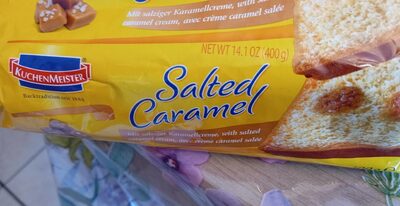 Mit salziger Karamellcreme, with salted
caramel cream, avec crème caramel salée
NET WT 14.1 OZ (400g)
KUCHENMEISTER
Backtradition seit 1884
Salted
Caramel
Mit salziger Karamellcreme, with salted
caramel cream, avec crème caramel salée